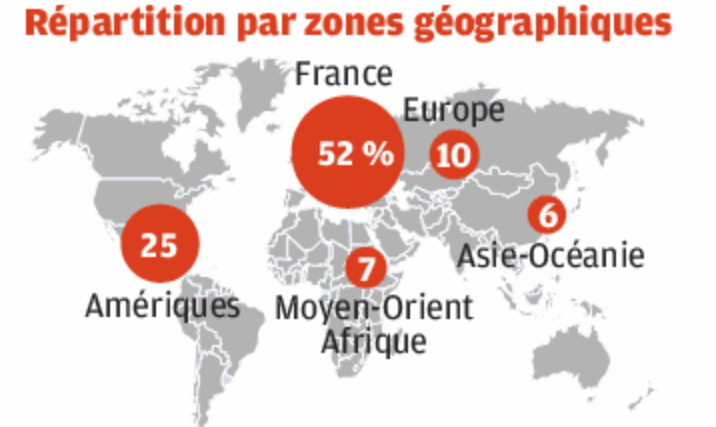 Répartition par zones géographiques
France
Europe
52 %
10
6
25
Asie-Océanie
7
Amériques
Moyen-Orient
Afrique